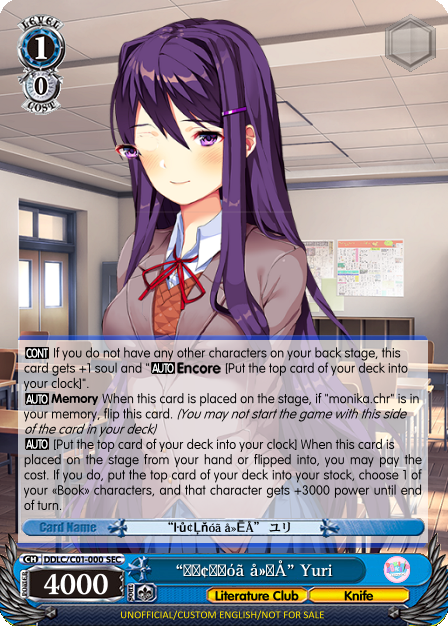 LEVEL
1
0
COST
CONT If you do not have any other characters on your back stage, this
card gets +1 soul and “AUTO Encore [Put the top card of your deck into
your clock]”.
AUTO Memory When this card is placed on the stage, if "monika.chr" is in
your memory, flip this card. (You may not start the game with this side
of the card in your deck)
AUTO [Put the top card of your deck into your clock] When this card is
placed on the stage from your hand or flipped into, you may pay the
cost. If you do, put the top card of your deck into your stock, choose 1 of
your «Book» characters, and that character gets +3000 power until end
of turn.
Card Name
ユリ
CH DDLC/C01-000 SEC
POWER
4000
SOUL
Yuri
Literature Club
Knife
UNOFFICIAL/CUSTOM ENGLISH/NOT FOR SALE